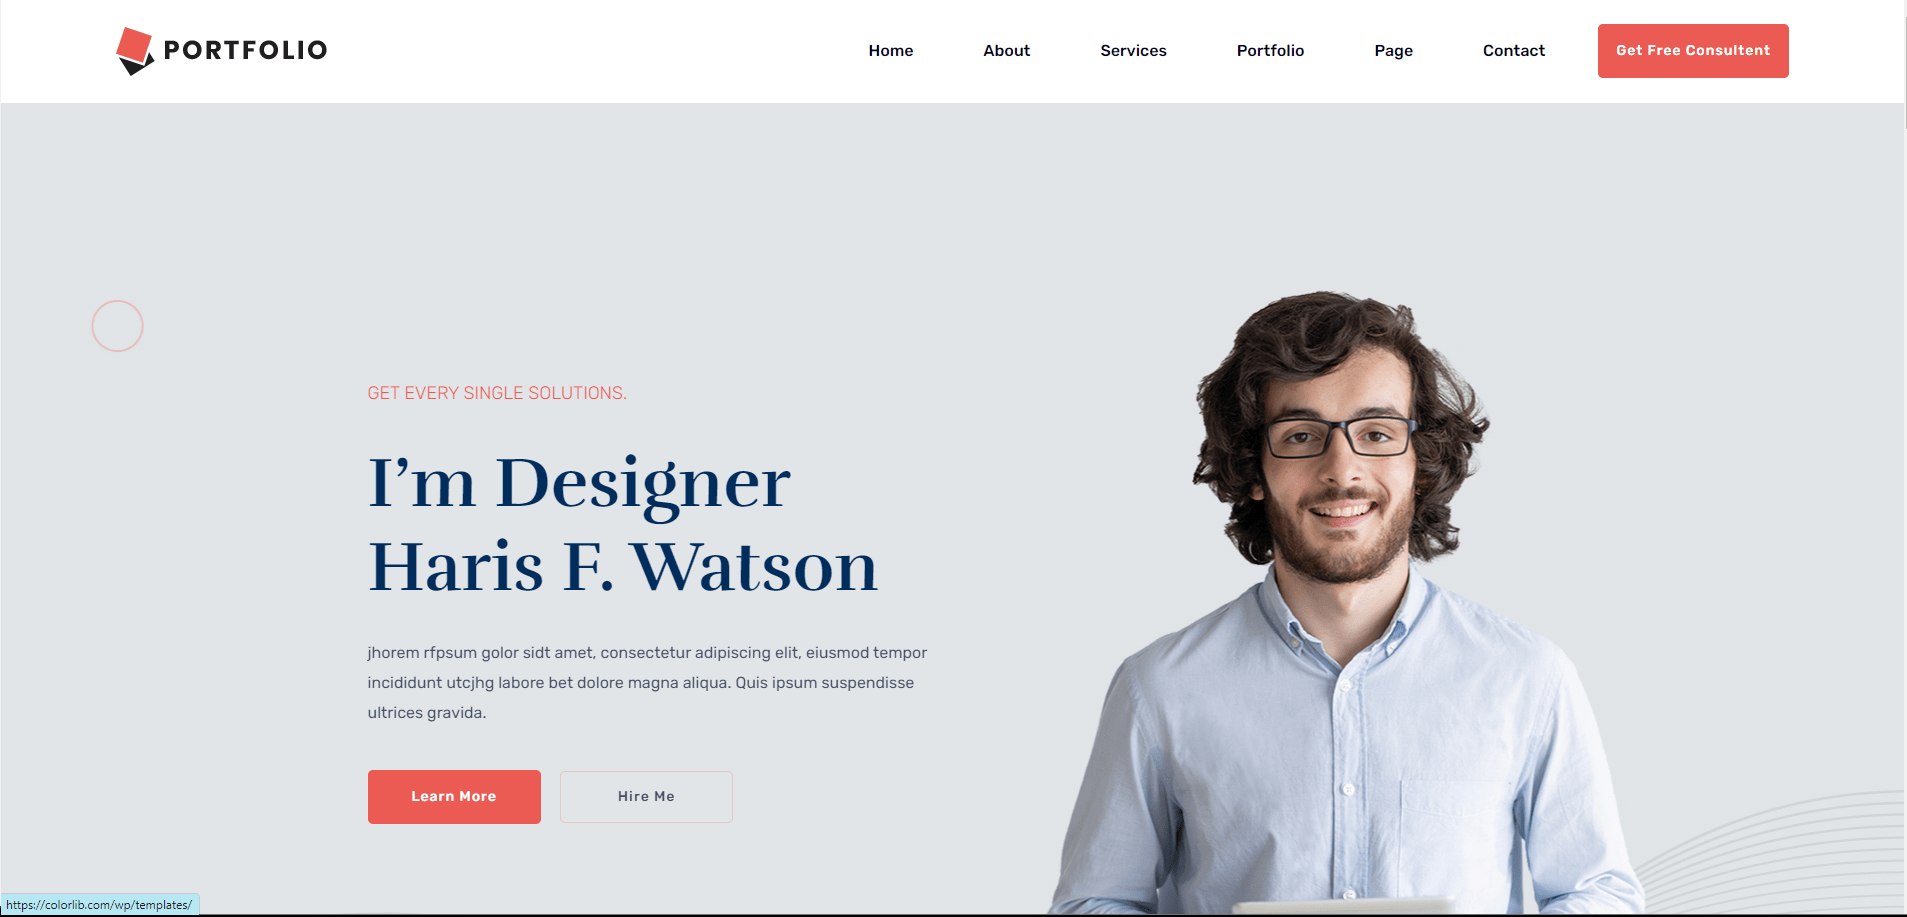 PORTFOLIO
Home About Services Portfolio Page Contact Get Free Consultent
GET EVERY SINGLE SOLUTIONS.
I’m Designer
Haris F. Watson
jhorem rfpsum golor sidt amet, consectetur adipiscing elit, eiusmod tempor
incididunt utcjhg labore bet dolore magna aliqua. Quis ipsum suspendisse
ultrices gravida.
Learn More Hire Me
https://colorlib.com/wp/templates/